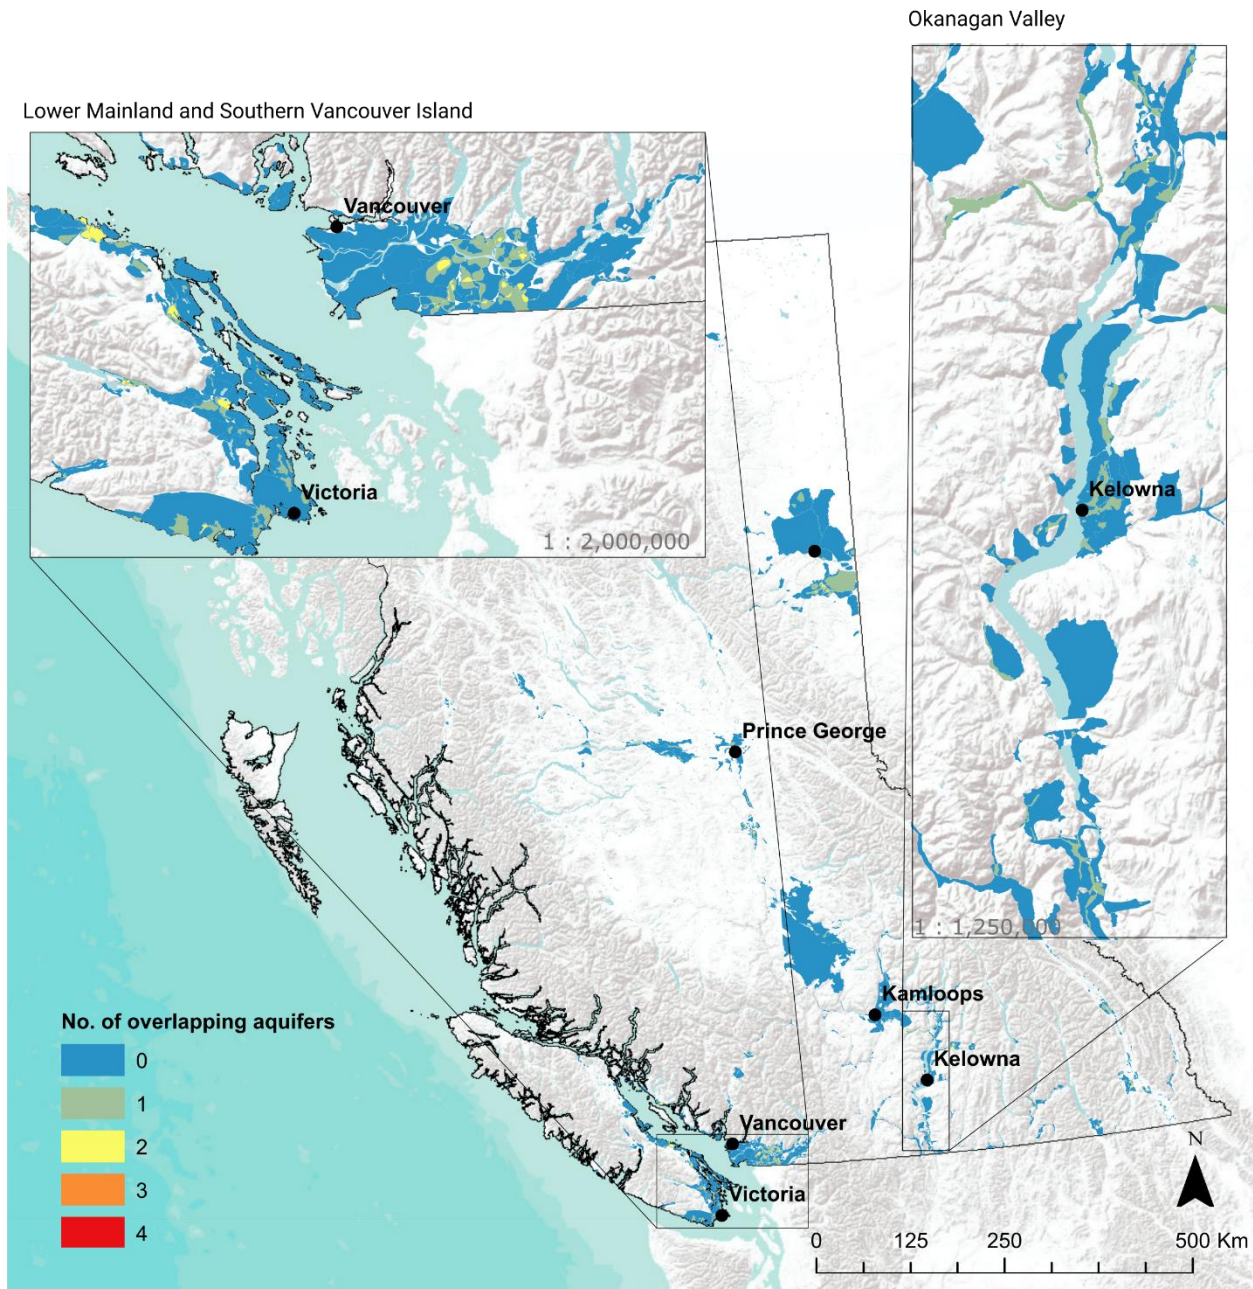 Okanagan Valley
Lower Mainland and Southern Vancouver Island
Vancouver
Victoria
1 : 2,000,000
Kelowna
1 : 1,250,000
Prince George
Kamloops
Kelowna
Vancouver
Victoria
No. of overlapping aquifers
0
1
2
3
4
N
0 125 250 500 Km